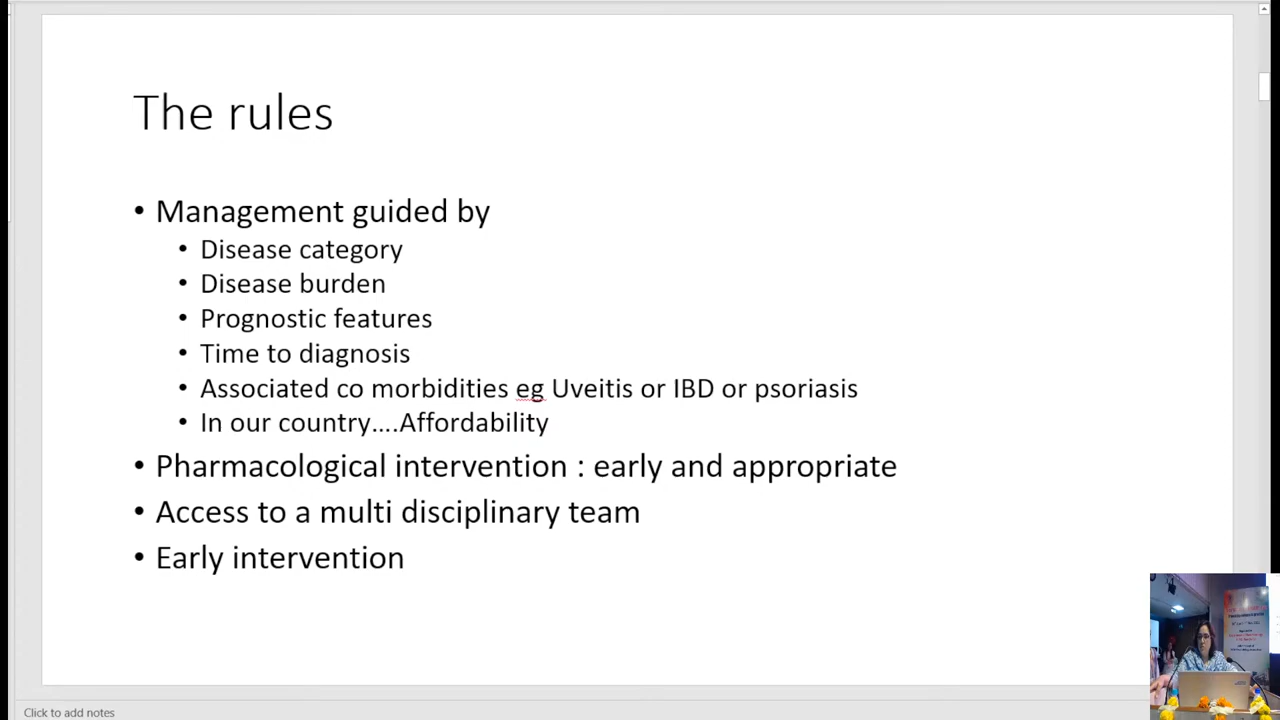 The rules
• Management guided by
• Disease category
• Disease burden
• Prognostic features
• Time to diagnosis
• Associated co morbidities eg Uveitis or IBD or psoriasis
• In our country....Affordability
• Pharmacological intervention : early and appropriate
• Access to a multi disciplinary team
• Early intervention
Click to add notes